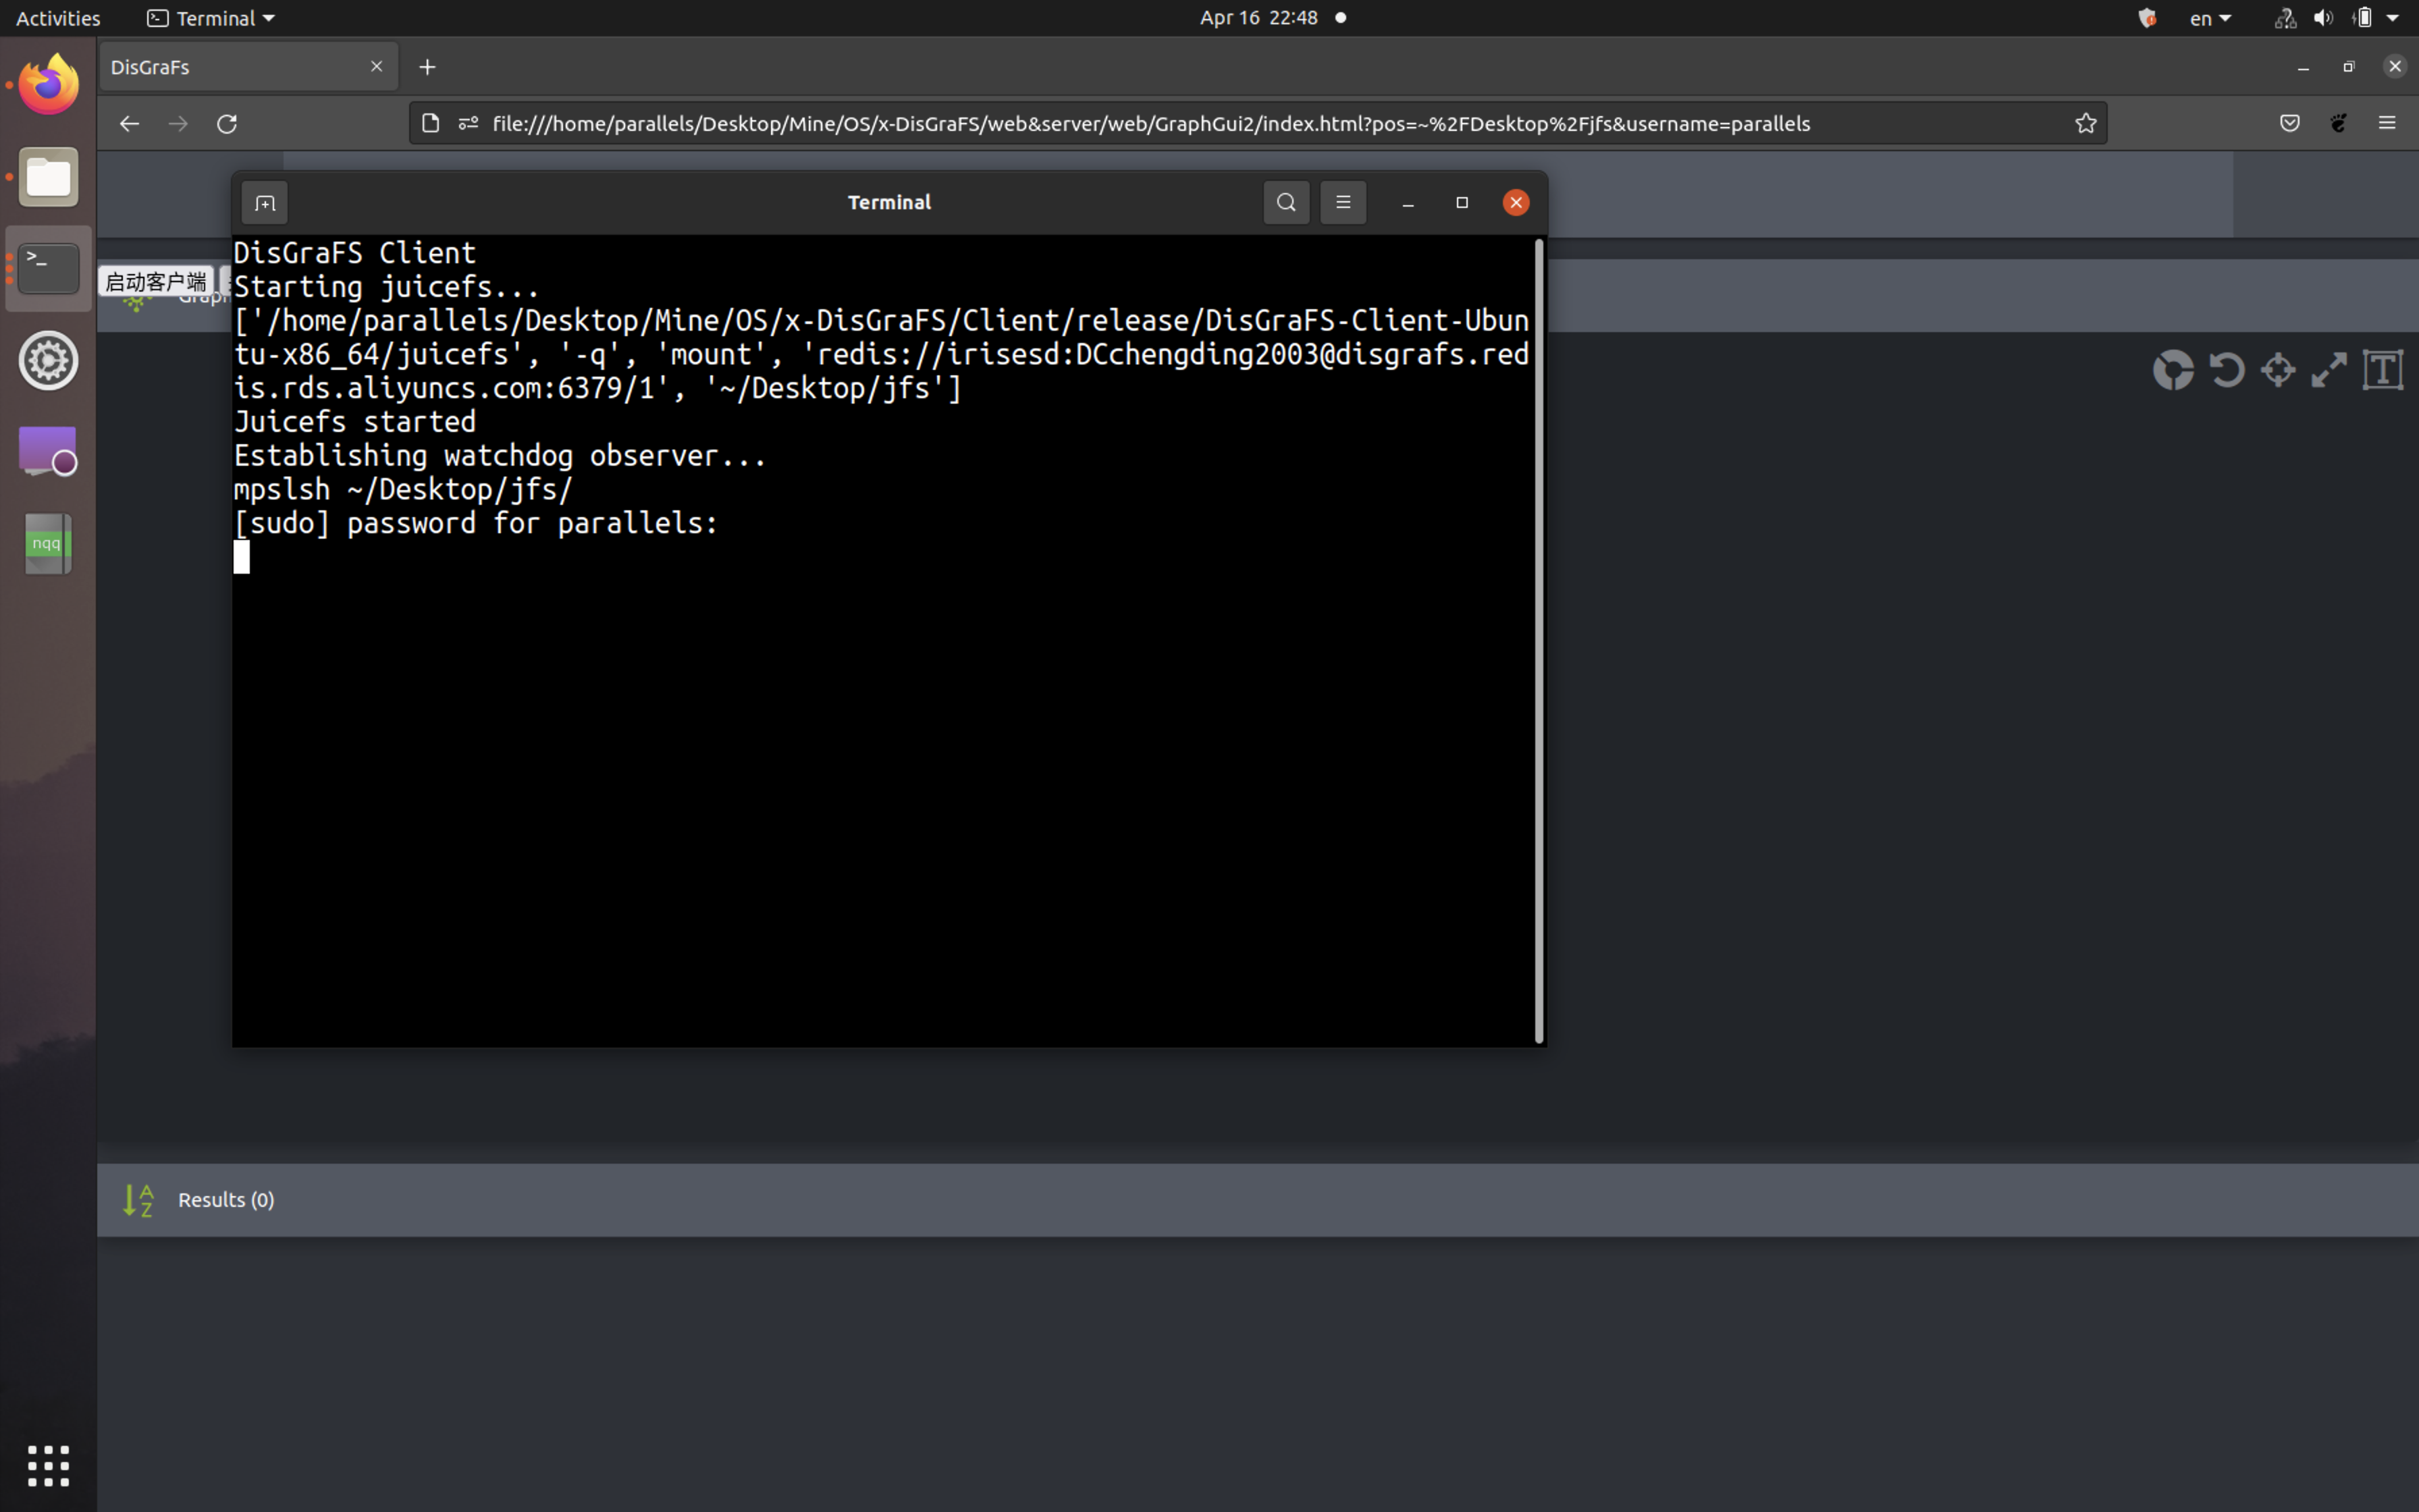 Activities
Terminal
Apr 16 22:48
en
DisGraFs
file:///home/parallels/Desktop/Mine/OS/x-DisGraFS/web&server/web/GraphGui2/index.html?pos=~%2FDesktop%2Fjfs&username=parallels
Terminal
DisGraFS Client
Starting juicefs...
['/home/parallels/Desktop/Mine/OS/x-DisGraFS/Client/release/DisGraFS-Client-Ubun
tu-x86_64/juicefs', '-q', 'mount', 'redis://irisesd:DCchengding2003@disgrafs.red
is.rds.aliyuncs.com:6379/1', '~/Desktop/jfs']
Juicefs started
Establishing watchdog observer...
mpslsh ~/Desktop/jfs/
[sudo] password for parallels:
启动客户端
Graph
nqq
T
Results (0)